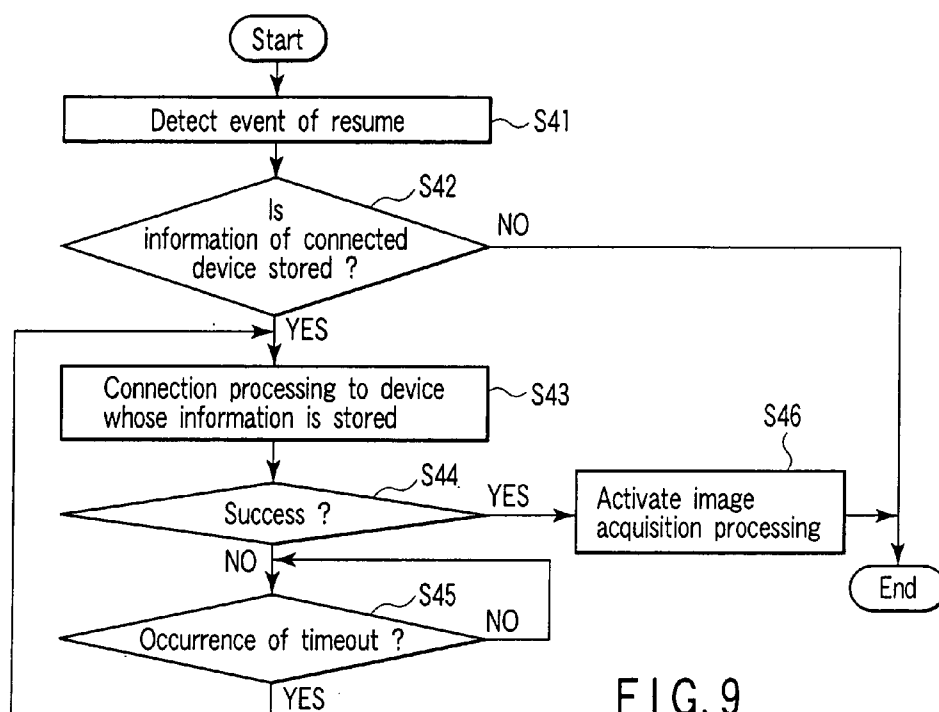 Start
Detect event of resume
S41
S42
Is
information of connected
device stored ?
NO
YES
Connection processing to device
whose information is stored
S43
S44
Success ?
YES
S46
Activate image
acquisition processing
NO
S45
Occurrence of timeout ?
NO
End
YES
FIG. 9